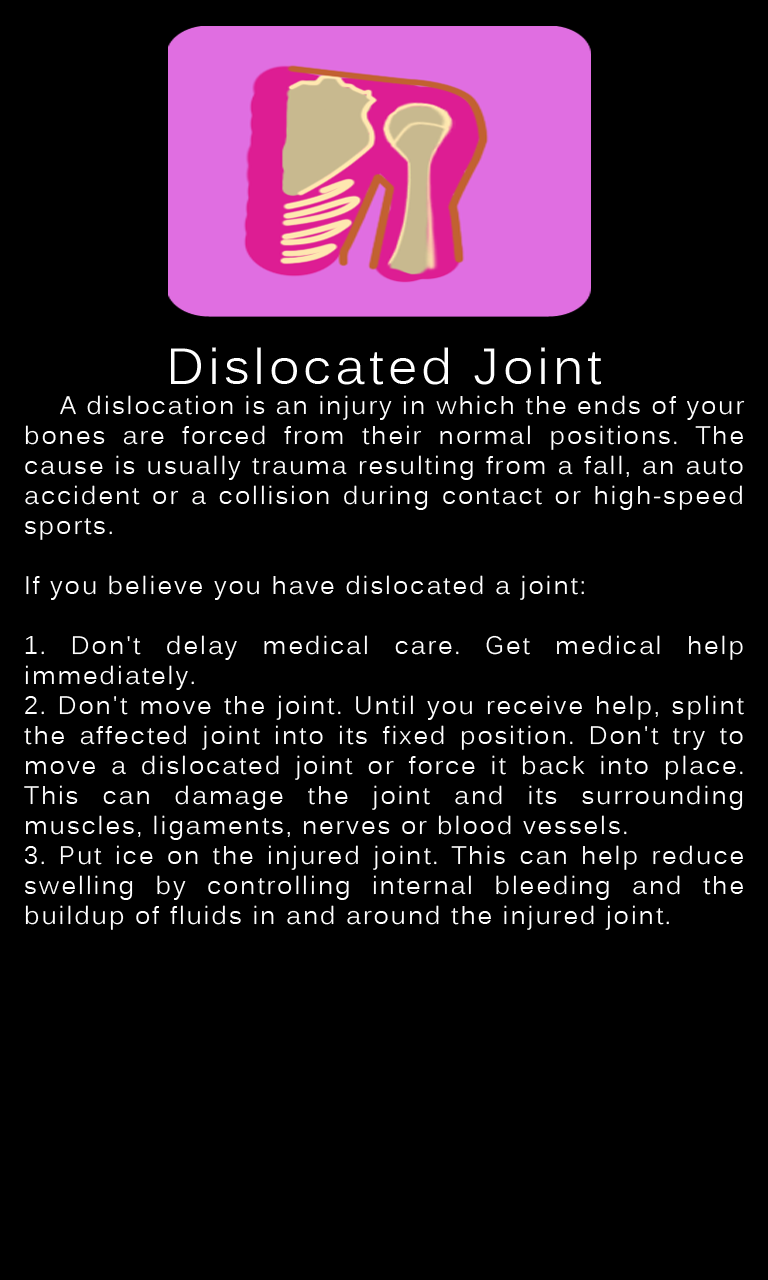 Dislocated Joint
A dislocation is an injury in which the ends of your
bones are forced from their normal positions. The
cause is usually trauma resulting from a fall, an auto
accident or a collision during contact or high-speed
sports.
If you believe you have dislocated a joint:
1. Don't delay medical care. Get medical help
immediately.
2. Don't move the joint. Until you receive help, splint
the affected joint into its fixed position. Don't try to
move a dislocated joint or force it back into place.
This can damage the joint and its surrounding
muscles, ligaments, nerves or blood vessels.
3. Put ice on the injured joint. This can help reduce
swelling by controlling internal bleeding and the
buildup of fluids in and around the injured joint.